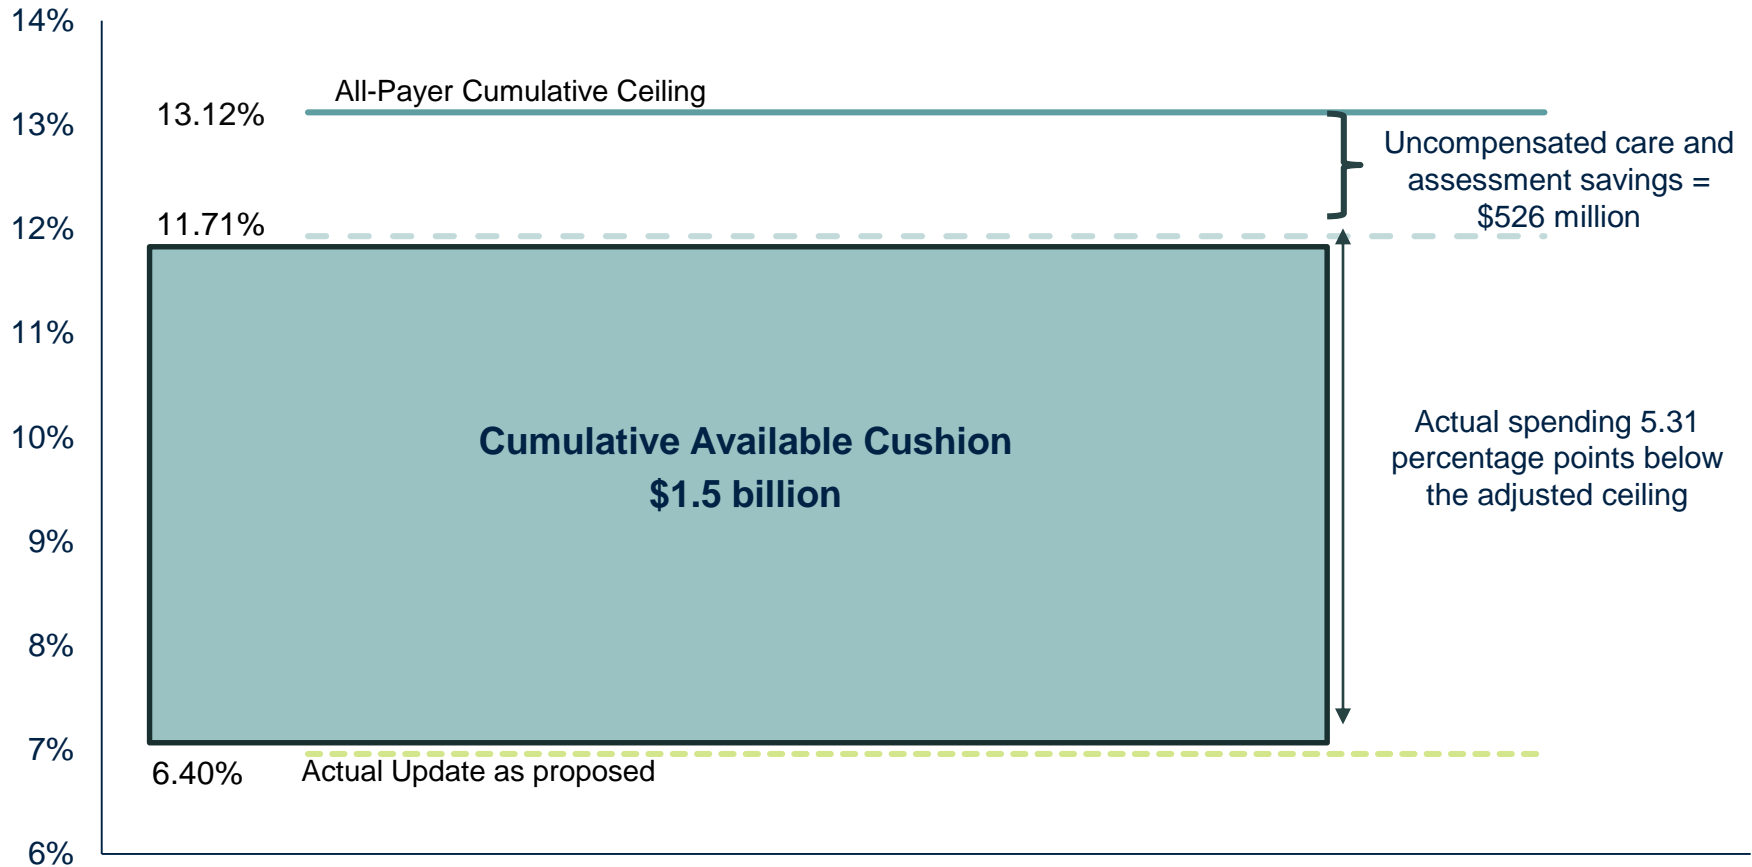 14%
All-Payer Cumulative Ceiling
13.12%
13%
Uncompensated care and
assessment savings =
$526 million
11.71%
12%
11%
10%
Cumulative Available Cushion
$1.5 billion
Actual spending 5.31
percentage points below
the adjusted ceiling
9%
8%
7%
6.40%
Actual Update as proposed
6%